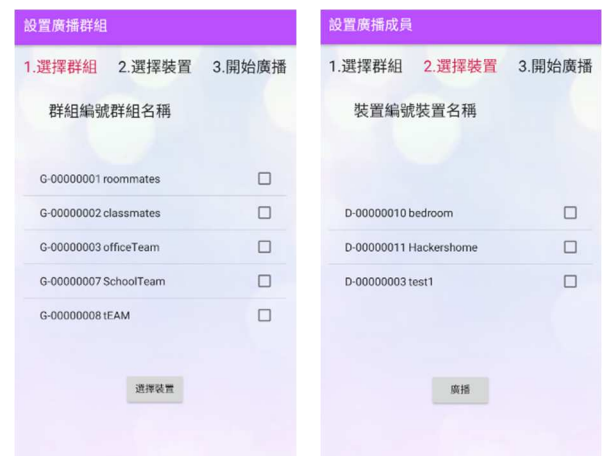 設置廣播群組
1.選擇群組 2.選擇裝置 3.開始廣播
群組編號群組名稱
G-00000001 roommates
G-00000002 classmates
G-00000003 officeTeam
G-00000007 SchoolTeam
G-00000008 tEAM
選擇裝置
設置廣播成員
1.選擇群組 2.選擇裝置 3.開始廣播
裝置編號裝置名稱
D-00000010 bedroom
D-00000011 Hackershome
D-00000003 test1
廣播